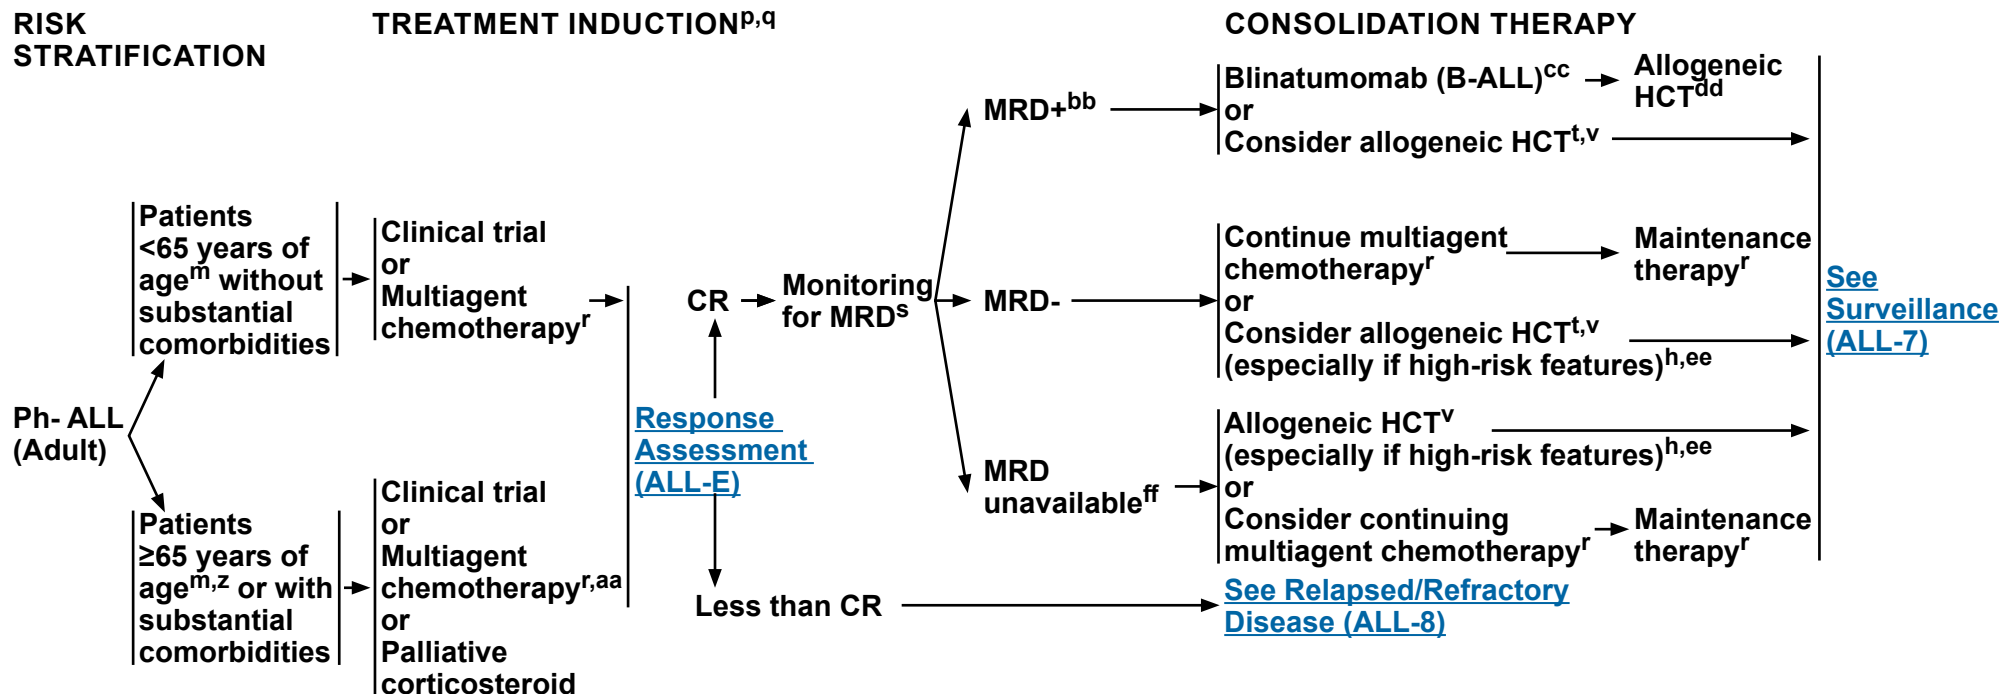 RISK
STRATIFICATION
TREATMENT INDUCTIONp,q
CONSOLIDATION THERAPY
Ph- ALL
(Adult)
Patients
<65 years of
agem without
substantial
comorbidities
Clinical trial
or
Multiagent
chemotherapyr
Patients
≥65 years of
agem,z or with
substantial
comorbidities
Clinical trial
or
Multiagent
chemotherapyr,aa
or
Palliative
corticosteroid
Response
Assessment
(ALL-E)
CR
Monitoring
for MRDs
Less than CR
See Relapsed/Refractory
Disease (ALL-8)
MRD+bb
Blinatumomab (B-ALL)cc
Allogeneic
HCTdd
or
Consider allogeneic HCTt,v
MRD-
Continue multiagent
chemotherapyr
Maintenance
therapyr
or
Consider allogeneic HCTt,v
(especially if high-risk features)h,ee
MRD
unavailableff
Allogeneic HCTv
(especially if high-risk features)h,ee
or
Consider continuing
multiagent chemotherapyr
Maintenance
therapyr
See
Surveillance
(ALL-7)